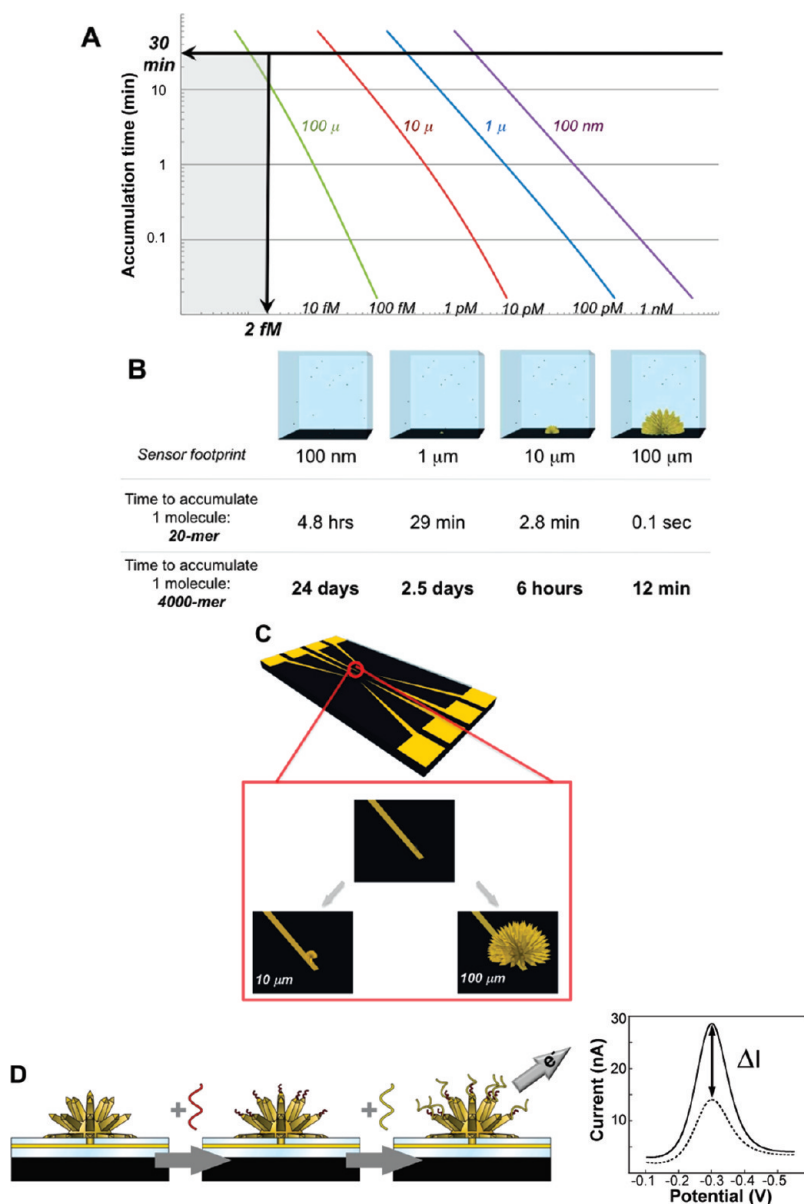 A
30
min
10
1
0.1
Accumulation time (min)
100 μ
10 μ
1 μ
100 nm
10 fM
100 fM
1 pM
10 pM
100 pM
1 nM
2 fM
B
Sensor footprint
100 nm
1 μm
10 μm
100 μm
Time to accumulate
1 molecule:
20-mer
4.8 hrs
29 min
2.8 min
0.1 sec
Time to accumulate
1 molecule:
4000-mer
24 days
2.5 days
6 hours
12 min
C
10 μm
100 μm
D
+
+
e⁻
30
20
10
Current (nA)
ΔI
-0.1
-0.2
-0.3
-0.4
-0.5
Potential (V)